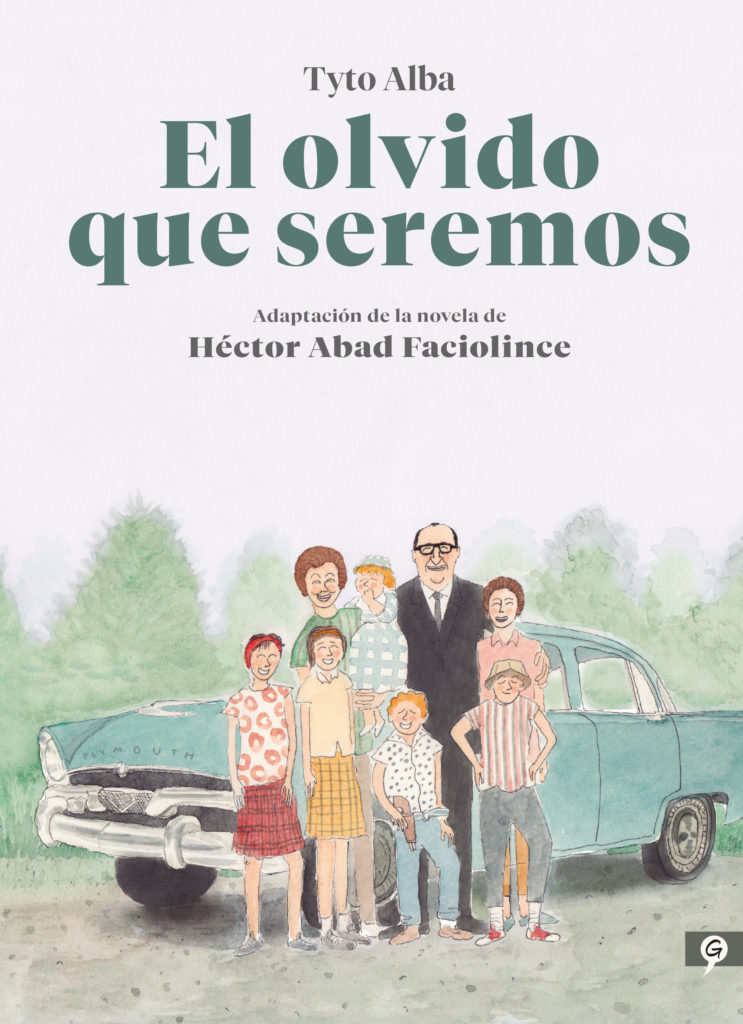 Tyto Alba
El olvido
que seremos
Adaptación de la novela de
Héctor Abad Faciolince
PLYMOUTH
G